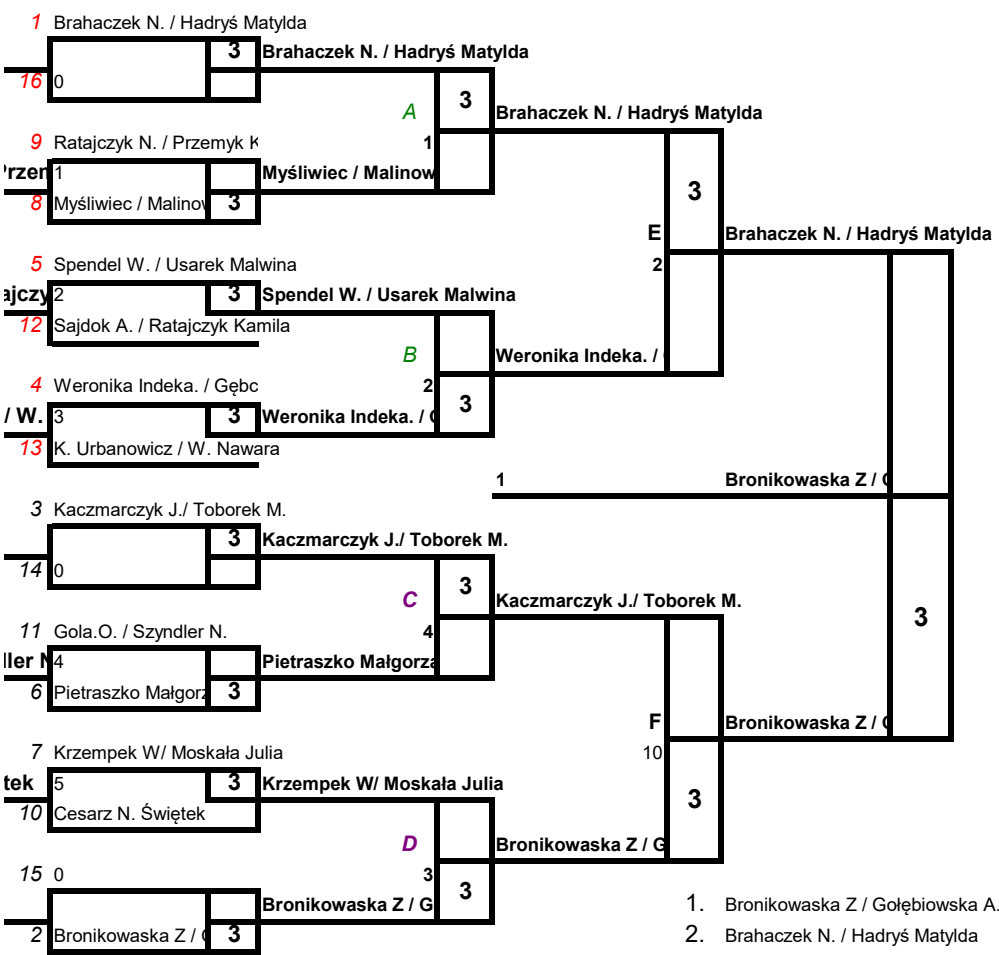 1 Brahaczek N. / Hadryś Matylda
3 Brahaczek N. / Hadryś Matylda
16 0
3
A
Brahaczek N. / Hadryś Matylda
9 Ratajczyk N. / Przemyk K
1
1 Myśliwiec / Malinow
8 Myśliwiec / Malinow 3
3
E Brahaczek N. / Hadryś Matylda
5 Spendel W. / Usarek Malwina
2
2 3 Spendel W. / Usarek Malwina
12 Sajdok A. / Ratajczyk Kamila
B Weronika Indeka. /
4 Weronika Indeka. / Gębc
2
3
/ W. 3 3 Weronika Indeka. /
13 K. Urbanowicz / W. Nawara
1 Bronikowaska Z /
3 Kaczmarczyk J./ Toborek M.
3 Kaczmarczyk J./ Toborek M.
14 0
3
C Kaczmarczyk J./ Toborek M.
3
11 Gola.O. / Szyndler N.
4
4 Pietraszko Małgorza
6 Pietraszko Małgorz 3
F Bronikowaska Z /
7 Krzempek W/ Moskała Julia
10
tek 5 3 Krzempek W/ Moskała Julia
10 Cesarz N. Świętek
3
D Bronikowaska Z / G
15 0
3
3
Bronikowaska Z / G
2 Bronikowaska Z / 3
1. Bronikowaska Z / Gołębiowska A.
2. Brahaczek N. / Hadryś Matylda